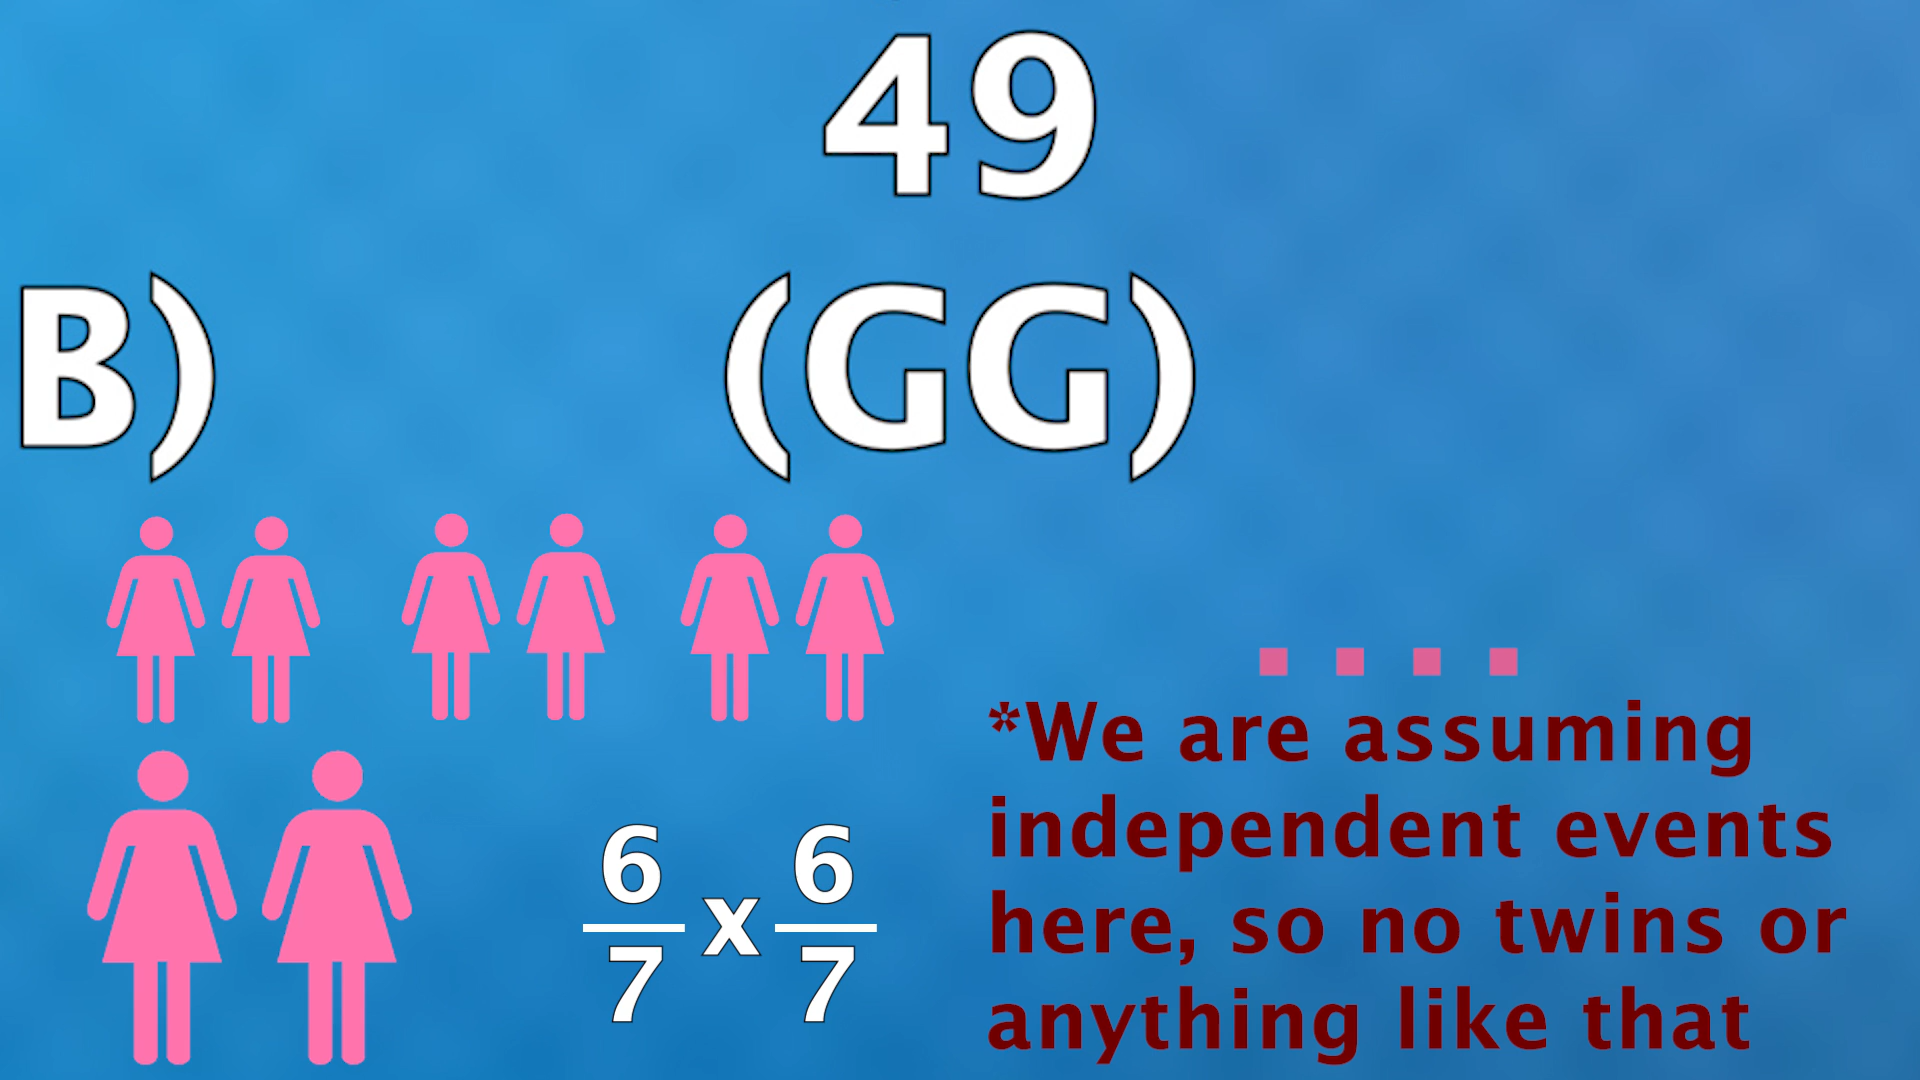 49
B)
(GG)
6/7 x 6/7
*We are assuming
independent events
here, so no twins or
anything like that